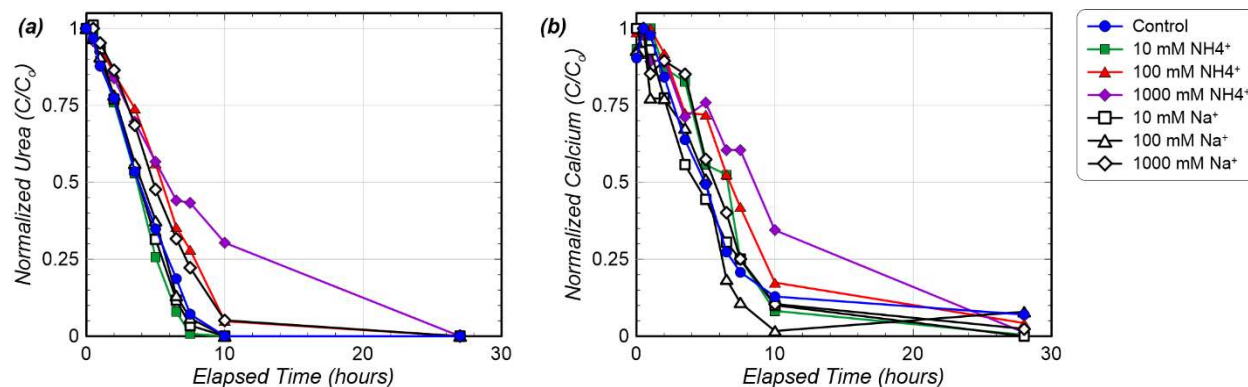 (a)
1
0.75
0.5
0.25
0
Normalized Urea (C/Cₒ)
0 10 20 30
Elapsed Time (hours)
(b)
1
0.75
0.5
0.25
0
Normalized Calcium (C/Cₒ)
0 10 20 30
Elapsed Time (hours)
Control
10 mM NH4⁺
100 mM NH4⁺
1000 mM NH4⁺
10 mM Na⁺
100 mM Na⁺
1000 mM Na⁺